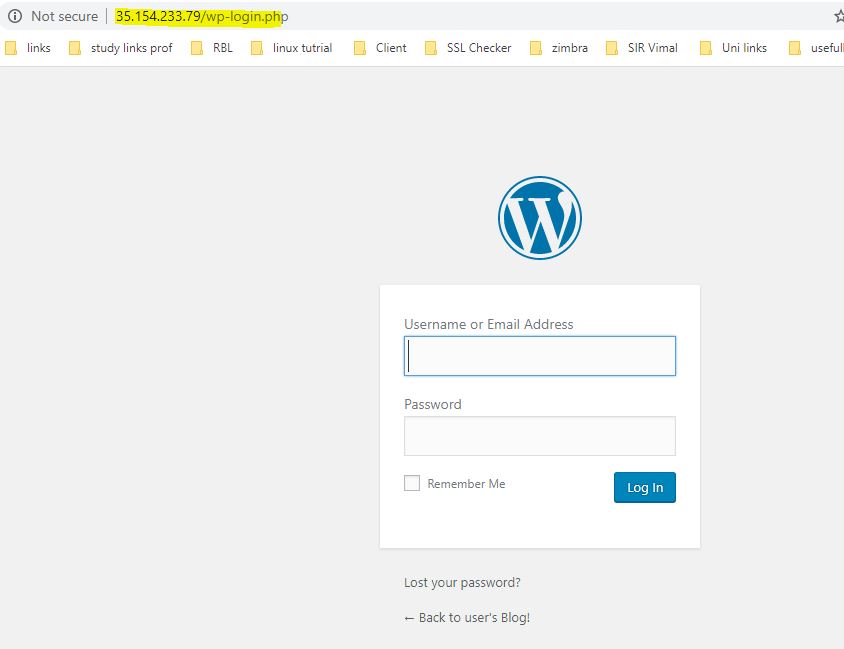 Not secure | 35.154.233.79/wp-login.php
links study links prof RBL linux tutrial Client SSL Checker zimbra SIR Vimal Uni links usefull
Username or Email Address
Password
Remember Me
Log In
Lost your password?
← Back to user's Blog!